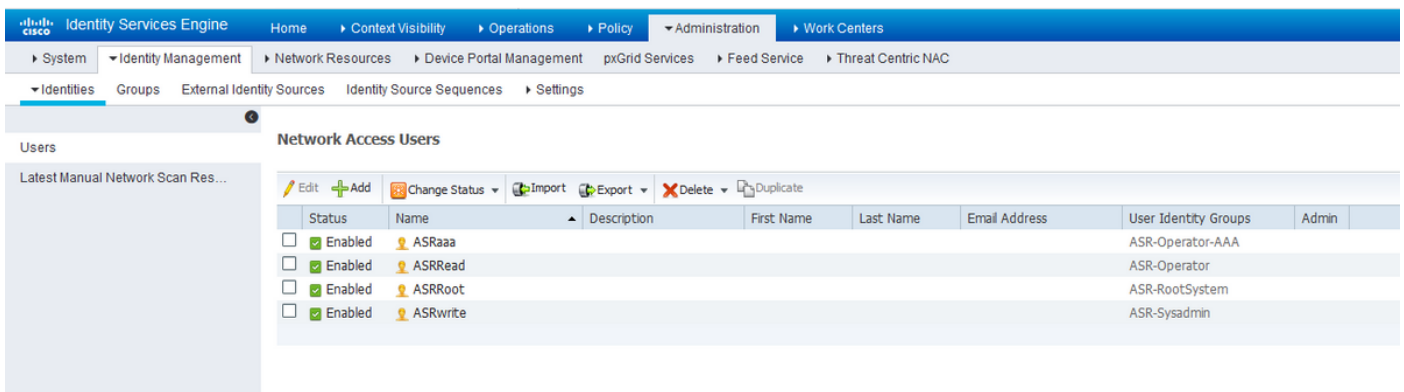 cisco Identity Services Engine Home Context Visibility Operations Policy Administration Work Centers
System Identity Management Network Resources Device Portal Management pxGrid Services Feed Service Threat Centric NAC
Identities Groups External Identity Sources Identity Source Sequences Settings
Users
Latest Manual Network Scan Res...
Network Access Users
Edit Add Change Status Import Export Delete Duplicate
Status Name Description First Name Last Name Email Address User Identity Groups Admin
Enabled ASRaaa ASR-Operator-AAA
Enabled ASRRead ASR-Operator
Enabled ASRRoot ASR-RootSystem
Enabled ASRwrite ASR-Sysadmin